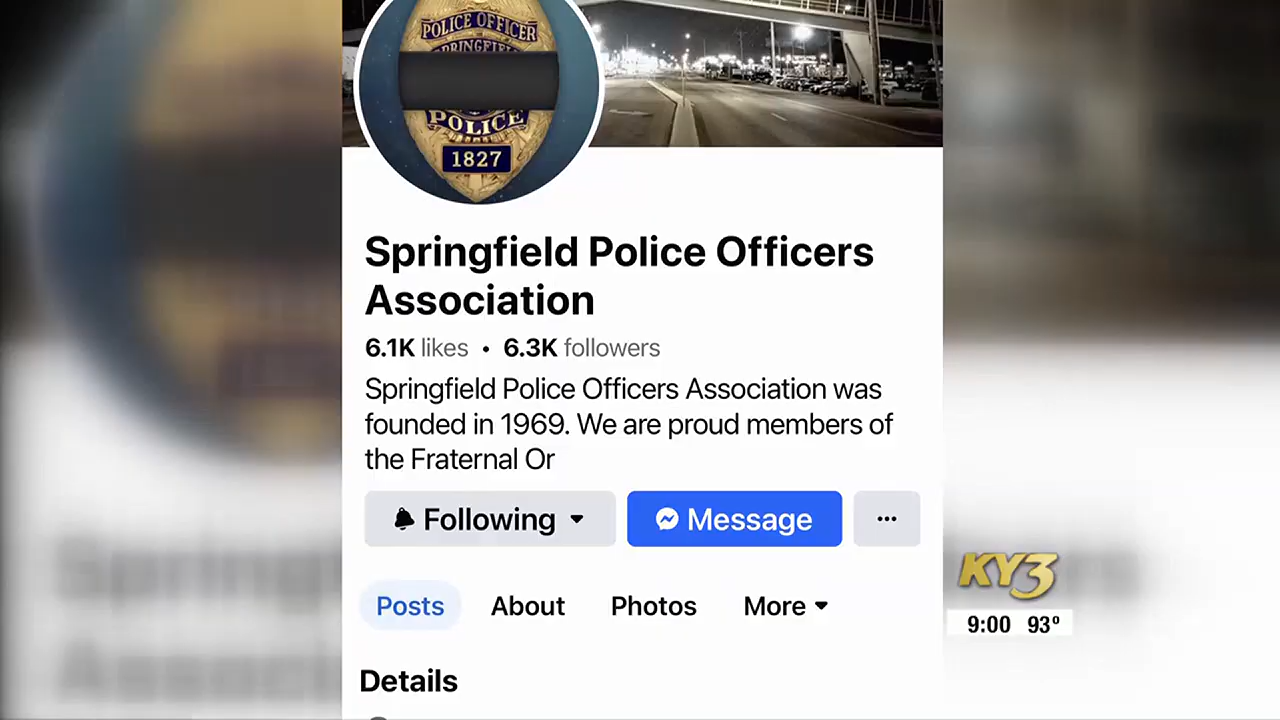 POLICE OFFICER
POLICE
1827
Springfield Police Officers
Association
6.1K likes • 6.3K followers
Springfield Police Officers Association was
founded in 1969. We are proud members of
the Fraternal Or
Following
Message
...
Posts
About
Photos
More
Details
KY3
9:00 93º